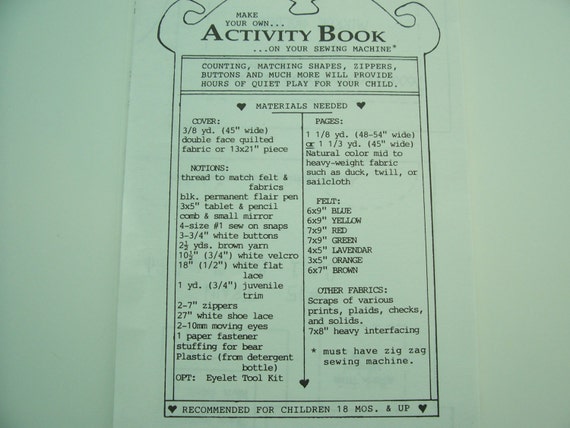 MAKE
YOUR OWN...
ACTIVITY BOOK
...ON YOUR SEWING MACHINE*
COUNTING, MATCHING SHAPES, ZIPPERS,
BUTTONS AND MUCH MORE WILL PROVIDE
HOURS OF QUIET PLAY FOR YOUR CHILD.
♥ MATERIALS NEEDED ♥
COVER:
3/8 yd. (45" wide)
double face quilted
fabric or 13x21" piece
NOTIONS:
thread to match felt &
fabrics
blk. permanent flair pen
3x5" tablet & pencil
comb & small mirror
4-size #1 sew on snaps
3-3/4" white buttons
2½ yds. brown yarn
10½" (3/4") white velcro
18" (1/2") white flat
lace
1 yd. (3/4") juvenile
trim
2-7" zippers
27" white shoe lace
2-10mm moving eyes
1 paper fastener
stuffing for bear
Plastic (from detergent
bottle)
OPT: Eyelet Tool Kit
PAGES:
1 1/8 yd. (48-54" wide)
or 1 1/3 yd. (45" wide)
Natural color mid to
heavy-weight fabric
such as duck, twill, or
sailcloth
FELT:
6x9" BLUE
6x9" YELLOW
7x9" RED
7x9" GREEN
4x5" LAVENDAR
3x5" ORANGE
6x7" BROWN
OTHER FABRICS:
Scraps of various
prints, plaids, checks,
and solids.
7x8" heavy interfacing
* must have zig zag
sewing machine.
♥ RECOMMENDED FOR CHILDREN 18 MOS. & UP ♥